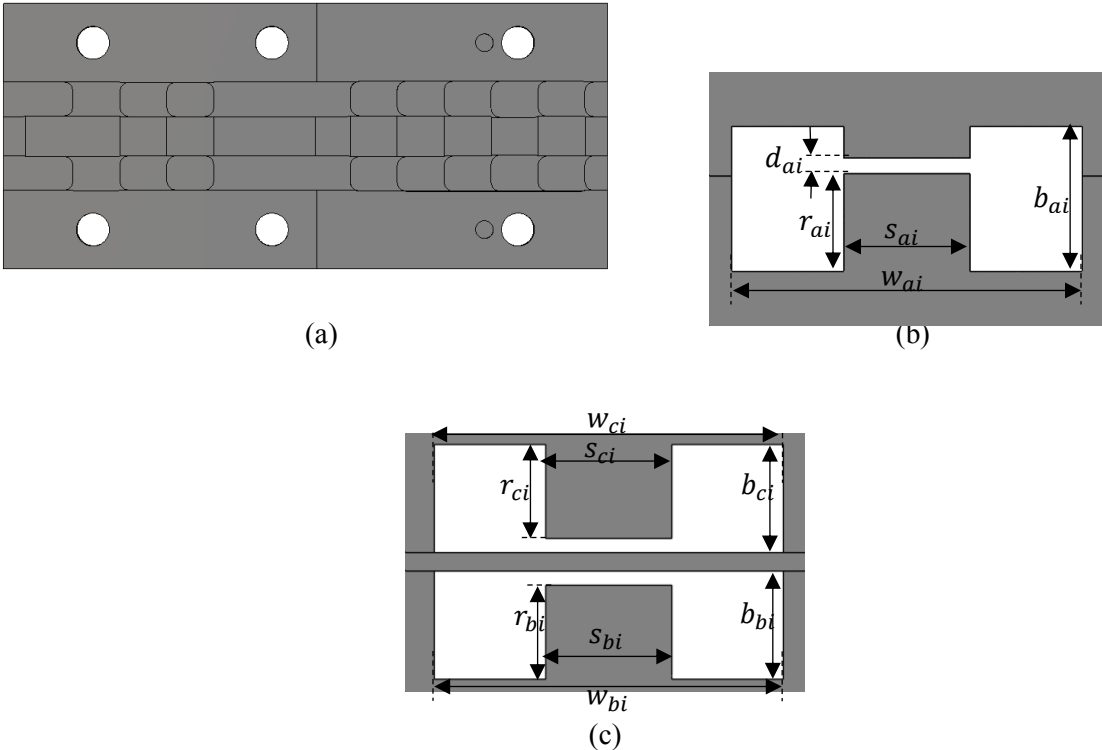 (a)
d_{ai}
r_{ai}
s_{ai}
b_{ai}
w_{ai}
(b)
w_{ci}
s_{ci}
r_{ci}
b_{ci}
r_{bi}
s_{bi}
b_{bi}
w_{bi}
(c)